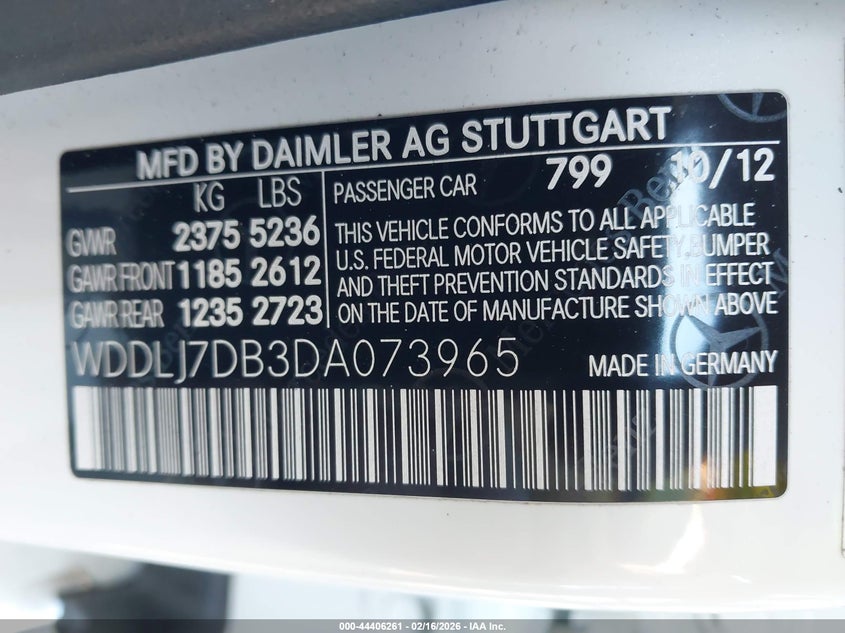 MFD BY DAIMLER AG STUTTGART
KG LBS
GVWR 2375 5236
GAWR FRONT 1185 2612
GAWR REAR 1235 2723
PASSENGER CAR 799 10/12
THIS VEHICLE CONFORMS TO ALL APPLICABLE
U.S. FEDERAL MOTOR VEHICLE SAFETY, BUMPER
AND THEFT PREVENTION STANDARDS IN EFFECT
ON THE DATE OF MANUFACTURE SHOWN ABOVE
WDDLJ7DB3DA073965 MADE IN GERMANY
000-44406261 - 02/16/2026 - IAA Inc.